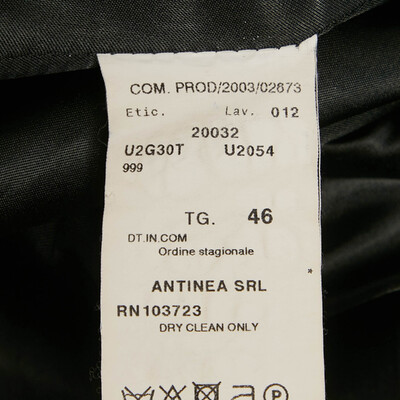 COM. PROD/2003/02673
Etic. Lav. 012
20032
U2G30T U2054
999
TG. 46
DT.IN.COM
Ordine stagionale
"
ANTINEA SRL
RN103723
DRY CLEAN ONLY
P